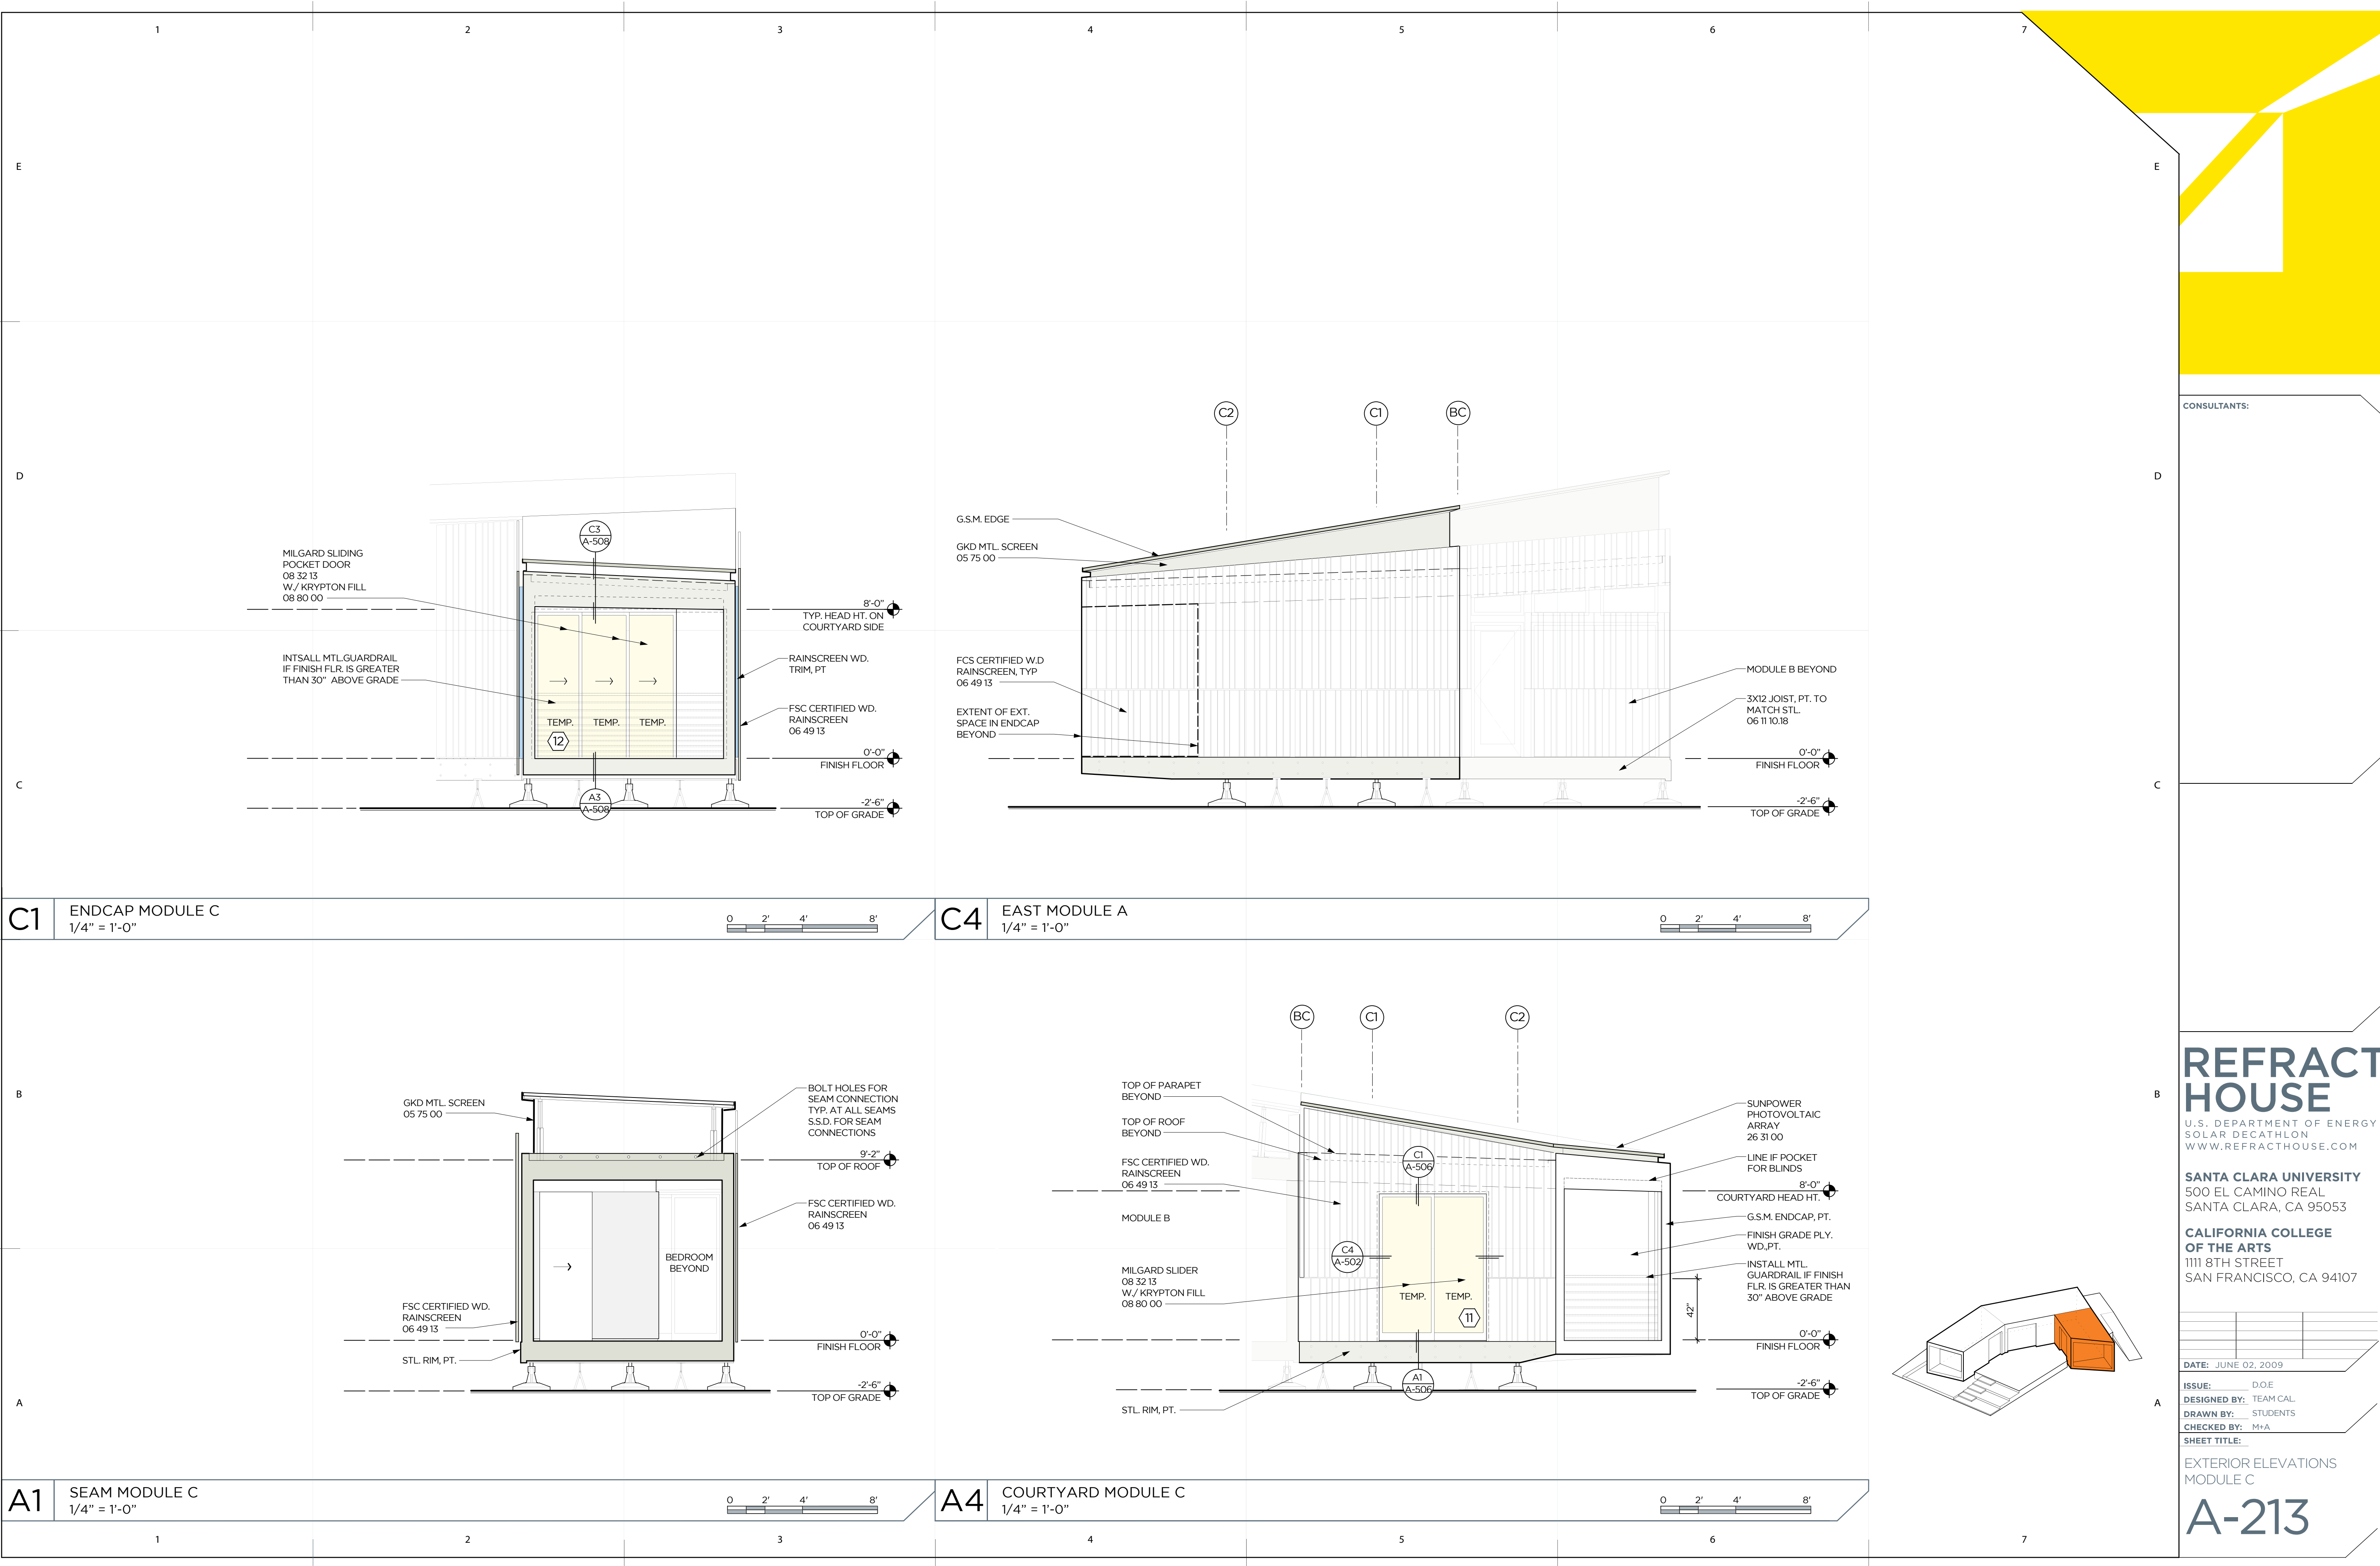 1
2
3
4
5
6
7
E
E
D
D
C
C
B
B
A
A
C3
A-508
MILGARD SLIDING
POCKET DOOR
08 32 13
W./ KRYPTON FILL
08 80 00
INTSALL MTL.GUARDRAIL
IF FINISH FLR. IS GREATER
THAN 30" ABOVE GRADE
8'-0"
TYP. HEAD HT. ON
COURTYARD SIDE
RAINSCREEN WD.
TRIM, PT
FSC CERTIFIED WD.
RAINSCREEN
06 49 13
TEMP.
TEMP.
TEMP.
12
0'-0"
FINISH FLOOR
A3
A-508
-2'-6"
TOP OF GRADE
C1
ENDCAP MODULE C
1/4" = 1'-0"
0
2'
4'
8'
C2
C1
BC
G.S.M. EDGE
GKD MTL. SCREEN
05 75 00
FCS CERTIFIED W.D
RAINSCREEN, TYP
06 49 13
EXTENT OF EXT.
SPACE IN ENDCAP
BEYOND
MODULE B BEYOND
3X12 JOIST, PT. TO
MATCH STL.
06 11 10.18
0'-0"
FINISH FLOOR
-2'-6"
TOP OF GRADE
C4
EAST MODULE A
1/4" = 1'-0"
0
2'
4'
8'
GKD MTL. SCREEN
05 75 00
BOLT HOLES FOR
SEAM CONNECTION
TYP. AT ALL SEAMS
S.S.D. FOR SEAM
CONNECTIONS
9'-2"
TOP OF ROOF
FSC CERTIFIED WD.
RAINSCREEN
06 49 13
BEDROOM
BEYOND
FSC CERTIFIED WD.
RAINSCREEN
06 49 13
STL. RIM, PT.
0'-0"
FINISH FLOOR
-2'-6"
TOP OF GRADE
A1
SEAM MODULE C
1/4" = 1'-0"
0
2'
4'
8'
BC
C1
C2
TOP OF PARAPET
BEYOND
TOP OF ROOF
BEYOND
FSC CERTIFIED WD.
RAINSCREEN
06 49 13
MODULE B
MILGARD SLIDER
08 32 13
W./ KRYPTON FILL
08 80 00
STL. RIM, PT.
C1
A-506
C4
A-502
TEMP.
TEMP.
11
A1
A-506
SUNPOWER
PHOTOVOLTAIC
ARRAY
26 31 00
LINE IF POCKET
FOR BLINDS
8'-0"
COURTYARD HEAD HT.
G.S.M. ENDCAP, PT.
FINISH GRADE PLY.
WD.,PT.
INSTALL MTL.
GUARDRAIL IF FINISH
FLR. IS GREATER THAN
30" ABOVE GRADE
42"
0'-0"
FINISH FLOOR
-2'-6"
TOP OF GRADE
A4
COURTYARD MODULE C
1/4" = 1'-0"
0
2'
4'
8'
1
2
3
4
5
6
7
CONSULTANTS:
REFRACT
HOUSE
U.S. DEPARTMENT OF ENERGY
SOLAR DECATHLON
WWW.REFRACTHOUSE.COM
SANTA CLARA UNIVERSITY
500 EL CAMINO REAL
SANTA CLARA, CA 95053
CALIFORNIA COLLEGE
OF THE ARTS
1111 8TH STREET
SAN FRANCISCO, CA 94107
DATE: JUNE 02, 2009
ISSUE: D.O.E
DESIGNED BY: TEAM CAL.
DRAWN BY: STUDENTS
CHECKED BY: M+A
SHEET TITLE:
EXTERIOR ELEVATIONS
MODULE C
A-213